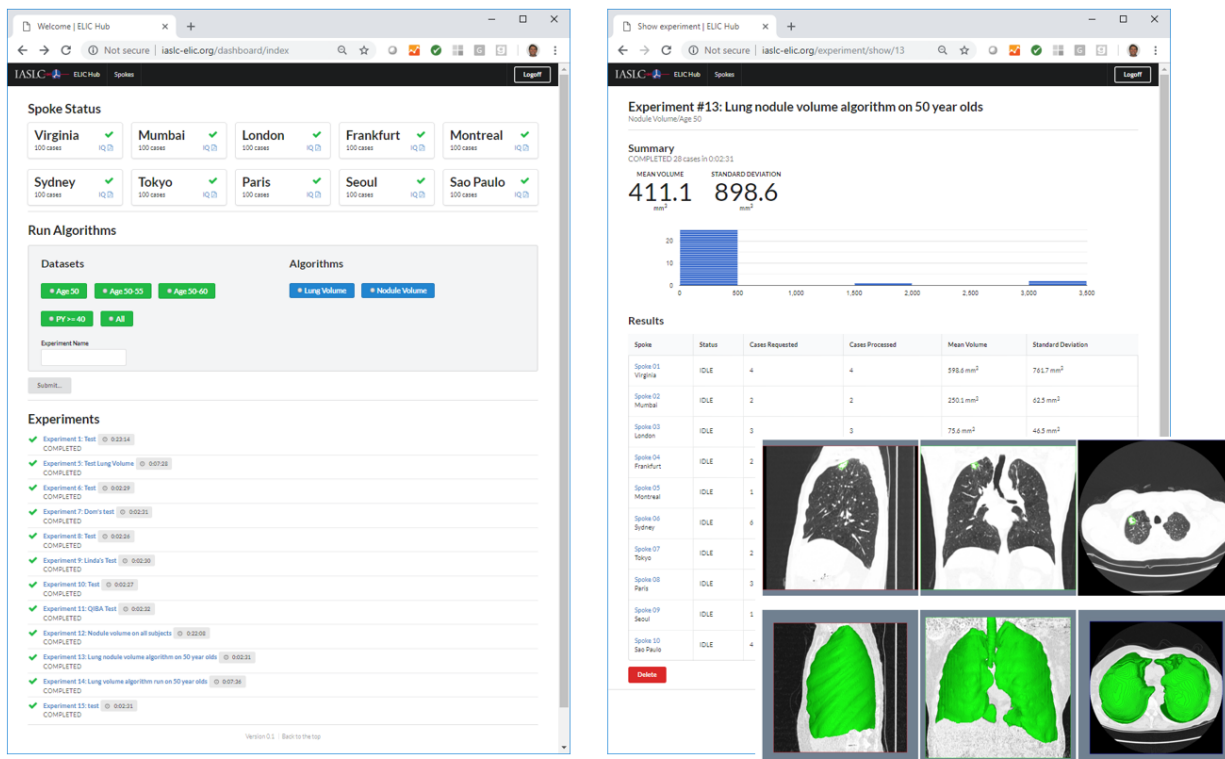 Welcome | ELIC Hub
Not secure | iaslc-elic.org/dashboard/index
IASLC ELIC Hub Spokes Logoff
Spoke Status
Virginia Mumbai London Frankfurt Montreal
100 cases IQ 100 cases IQ 100 cases IQ 100 cases IQ 100 cases IQ
Sydney Tokyo Paris Seoul Sao Paulo
100 cases IQ 100 cases IQ 100 cases IQ 100 cases IQ 100 cases IQ
Run Algorithms
Datasets Algorithms
Age 50 Age 50-55 Age 50-60 Lung Volume Nodule Volume
PY >= 40 All
Experiment Name
Submit...
Experiments
Experiment 1: Test 0:23:14
COMPLETED
Experiment 5: Test Lung Volume 0:07:25
COMPLETED
Experiment 6: Test 0:02:29
COMPLETED
Experiment 7: Dom's test 0:02:31
COMPLETED
Experiment 8: Test 0:02:26
COMPLETED
Experiment 9: Linda's Test 0:02:30
COMPLETED
Experiment 10: Test 0:02:27
COMPLETED
Experiment 11: QIBA Test 0:02:32
COMPLETED
Experiment 12: Nodule volume on all subjects
COMPLETED
Experiment 13: Lung nodule volume algorithm on 50 year olds 0:02:31
COMPLETED
Experiment 14: Lung volume algorithm run on 50 year olds 0:07:36
COMPLETED
Experiment 15: test 0:02:31
COMPLETED
Version 0.1 | Back to the top
Show experiment | ELIC Hub
Not secure | iaslc-elic.org/experiment/show/13
IASLC ELIC Hub Spokes Logoff
Experiment #13: Lung nodule volume algorithm on 50 year olds
Nodule Volume/Age 50
Summary
COMPLETED 28 cases in 0:02:31
MEAN VOLUME STANDARD DEVIATION
411.1 898.6
20
10
0
0 500 1,000 1,500 2,000 2,500 3,000 3,500
Results
Spoke Status Cases Requested Cases Processed Mean Volume Standard Deviation
Spoke 01 IDLE 4 4 598.6 mm² 761.7 mm²
Virginia
Spoke 02 IDLE 2 2 250.1 mm² 62.5 mm²
Mumbai
Spoke 03 IDLE 3 3 75.6 mm² 46.5 mm²
London
Spoke 04 IDLE 2
Frankfurt
Spoke 05 IDLE 1
Montreal
Spoke 06 IDLE 6
Sydney
Spoke 07 IDLE 2
Tokyo
Spoke 08 IDLE 3
Paris
Spoke 09 IDLE 1
Seoul
Spoke 10 IDLE 4
Sao Paulo
Delete